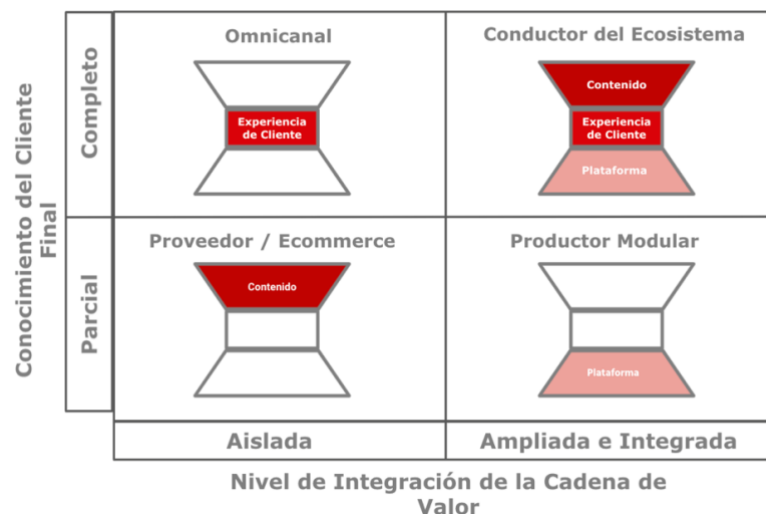 Omnicanal
Conductor del Ecosistema
Conocimiento del Cliente
Final
Completo
Experiencia
de Cliente
Contenido
Experiencia
de Cliente
Plataforma
Parcial
Proveedor / Ecommerce
Productor Modular
Contenido
Plataforma
Aislada
Ampliada e Integrada
Nivel de Integración de la Cadena de
Valor